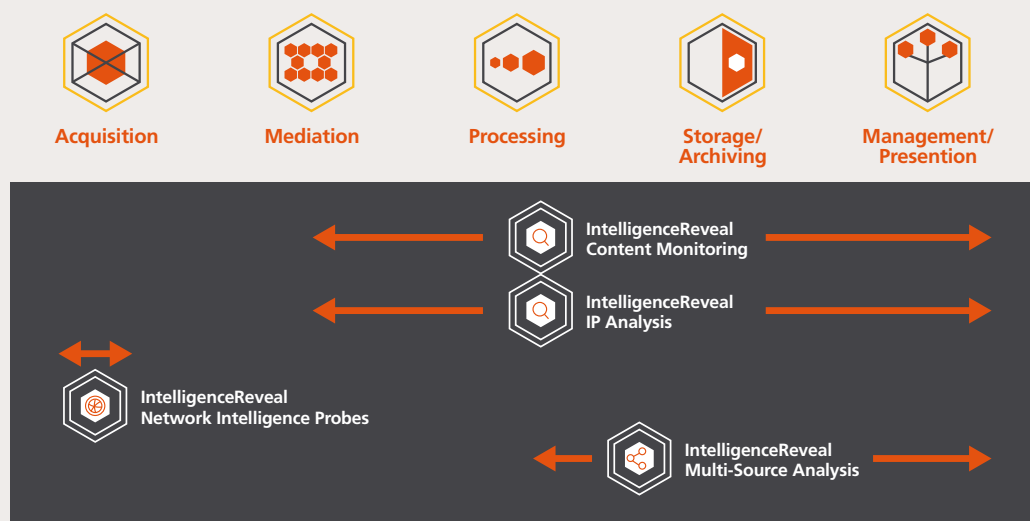 Acquisition
Mediation
Processing
Storage/
Archiving
Management/
Presention
IntelligenceReveal
Content Monitoring
IntelligenceReveal
IP Analysis
IntelligenceReveal
Network Intelligence Probes
IntelligenceReveal
Multi-Source Analysis